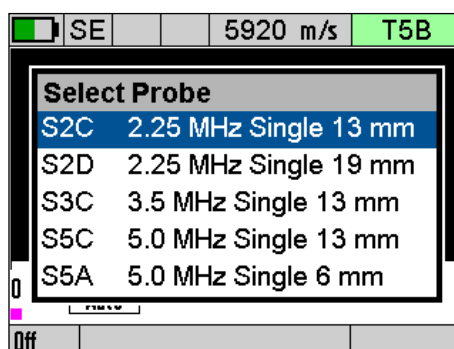 SE 5920 m/s T5B
Select Probe
S2C 2.25 MHz Single 13 mm
S2D 2.25 MHz Single 19 mm
S3C 3.5 MHz Single 13 mm
S5C 5.0 MHz Single 13 mm
S5A 5.0 MHz Single 6 mm
0
Off